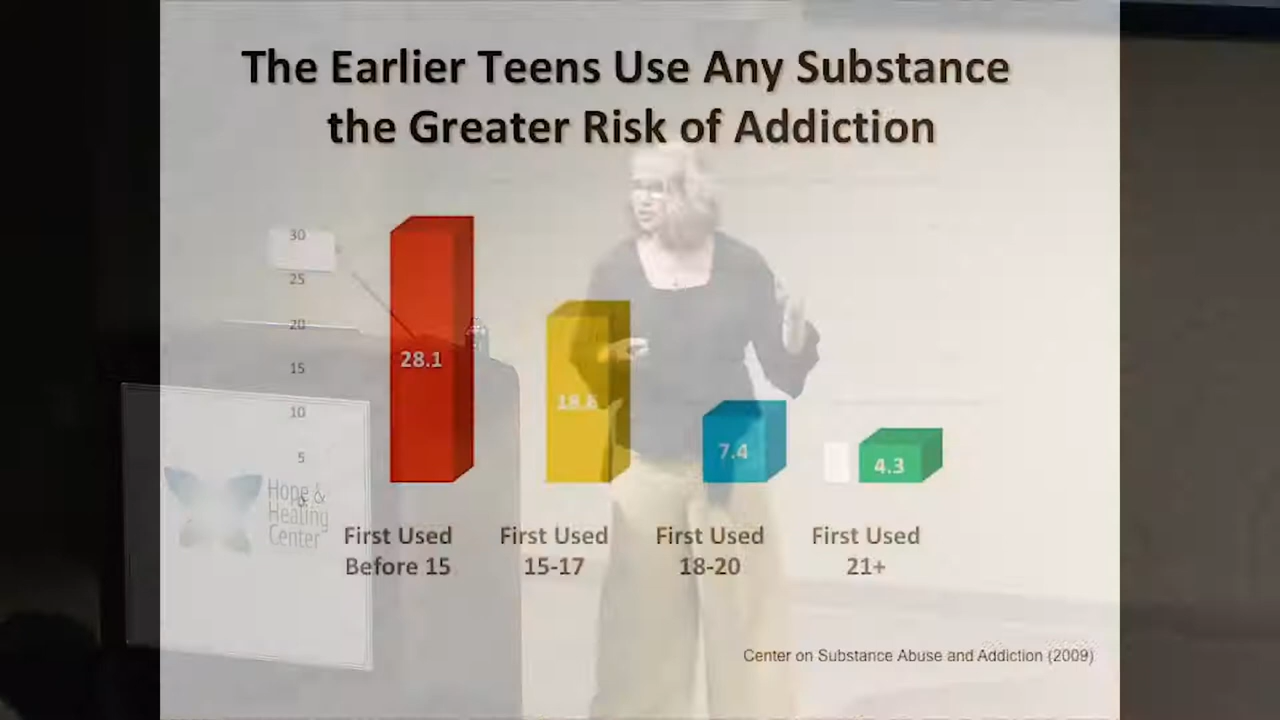 The Earlier Teens Use Any Substance
the Greater Risk of Addiction
30
25
20
15
10
5
28.1
18.6
7.4
4.3
First Used
Before 15
First Used
15-17
First Used
18-20
First Used
21+
Hope &
Healing
Center
Center on Substance Abuse and Addiction (2009)